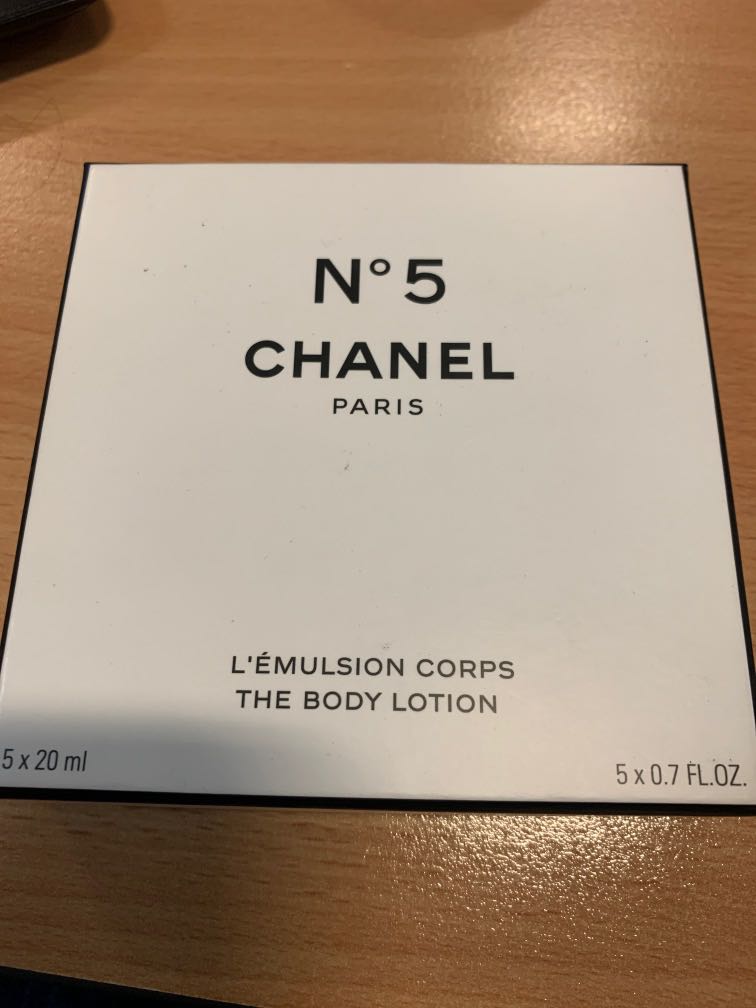 N° 5
CHANEL
PARIS
L'ÉMULSION CORPS
THE BODY LOTION
5 x 20 ml
5 x 0.7 FL.OZ.